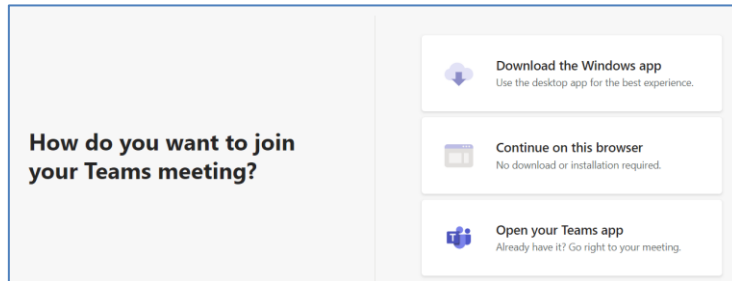 How do you want to join
your Teams meeting?
Download the Windows app
Use the desktop app for the best experience.
Continue on this browser
No download or installation required.
Open your Teams app
Already have it? Go right to your meeting.